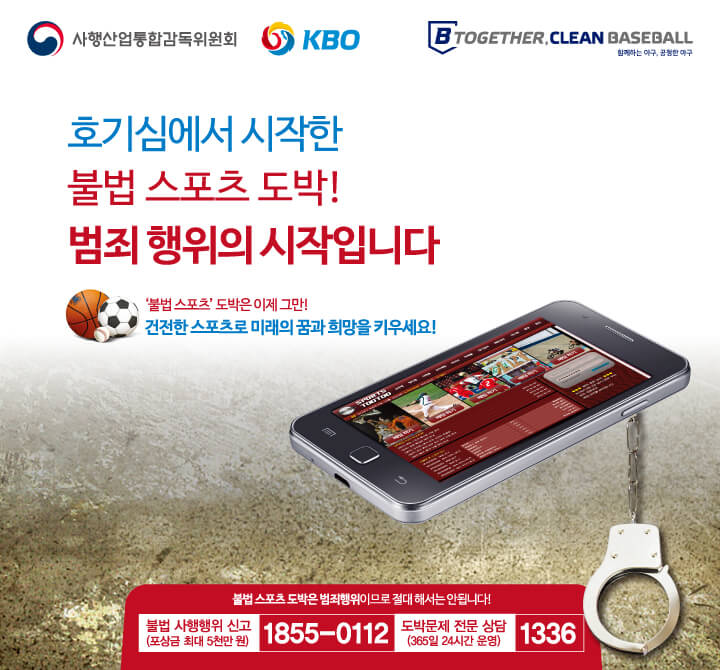 사행산업통합감독위원회
KBO
B TOGETHER, CLEAN BASEBALL
함께하는 야구, 공정한 야구
호기심에서 시작한
불법 스포츠 도박!
범죄 행위의 시작입니다
‘불법 스포츠’ 도박은 이제 그만!
건전한 스포츠로 미래의 꿈과 희망을 키우세요!
SPORTS
TOOTOO
불법 스포츠 도박은 범죄행위이므로 절대 해서는 안됩니다!
불법 사행행위 신고
(포상금 최대 5천만 원)
1855-0112
도박문제 전문 상담
(365일 24시간 운영)
1336